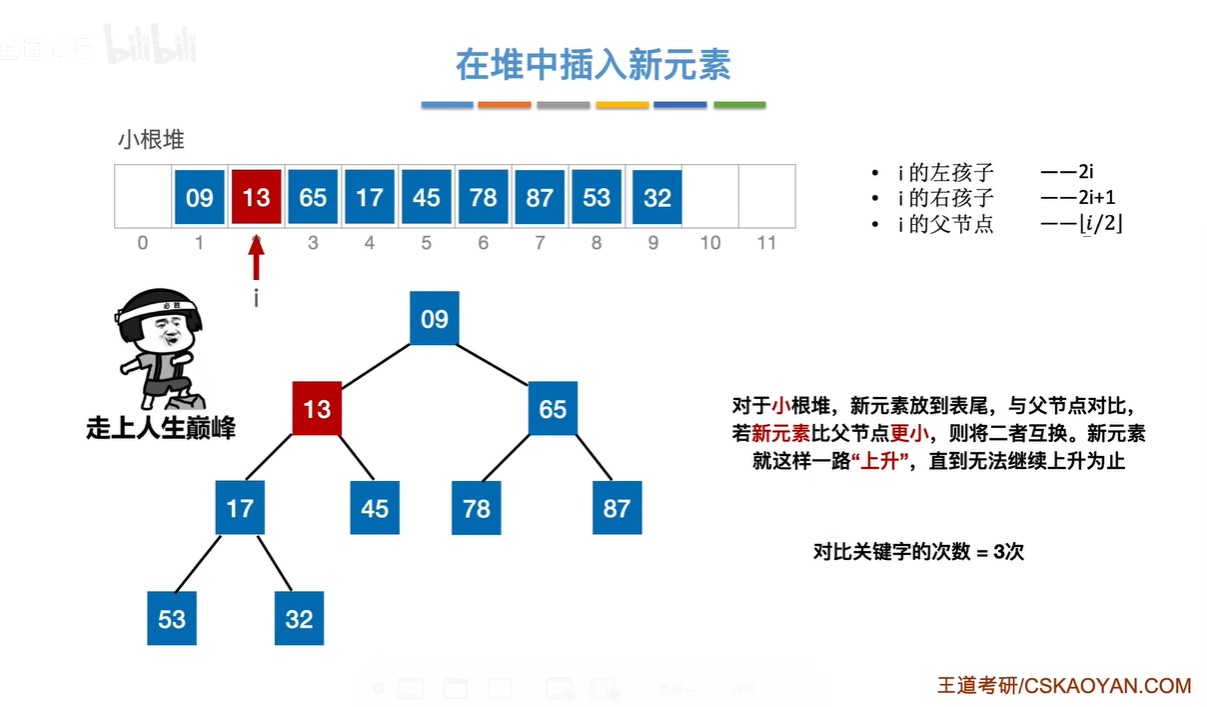 王道论坛 bilibili
在堆中插入新元素
小根堆
09 13 65 17 45 78 87 53 32
0 1 3 4 5 6 7 8 9 10 11
i
• i 的左孩子 ——2i
• i 的右孩子 ——2i+1
• i 的父节点 ——⌊i/2⌋
必胜
走上人生巅峰
09
13 65
17 45 78 87
53 32
对于小根堆，新元素放到表尾，与父节点对比，
若新元素比父节点更小，则将二者互换。新元素
就这样一路“上升”，直到无法继续上升为止
对比关键字的次数 = 3次
王道考研/CSKAOYAN.COM